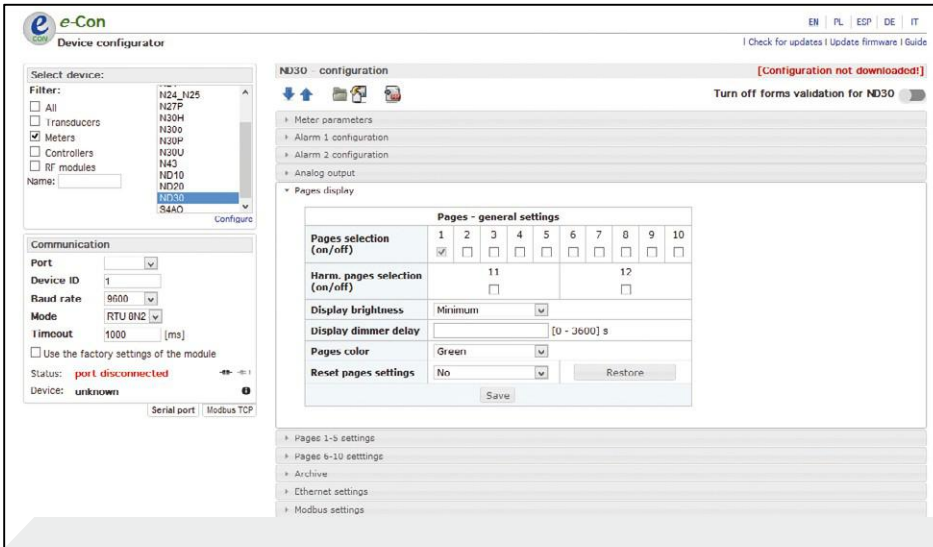 e-Con
EN | PL | ESP | DE | IT
Device configurator
| Check for updates | Update firmware | Guide
Select device:
Filter:
All
Transducers
Meters
Controllers
RF modules
Name:
N24_N25
N27P
N30H
N30o
N30P
N30U
N43
ND10
ND20
ND30
S4AO
Configure
Communication
Port
Device ID 1
Baud rate 9600
Mode RTU 8N2
Timeout 1000 [ms]
Use the factory settings of the module
Status: port disconnected
Device: unknown
Serial port Modbus TCP
ND30 - configuration [Configuration not downloaded!]
Turn off forms validation for ND30
Meter parameters
Alarm 1 configuration
Alarm 2 configuration
Analog output
Pages display
Pages - general settings
Pages selection (on/off) 1 2 3 4 5 6 7 8 9 10
Harm. pages selection (on/off) 11 12
Display brightness Minimum
Display dimmer delay [0 - 3600] s
Pages color Green
Reset pages settings No Restore
Save
Pages 1-5 settings
Pages 6-10 setttings
Archive
Ethernet settings
Modbus settings